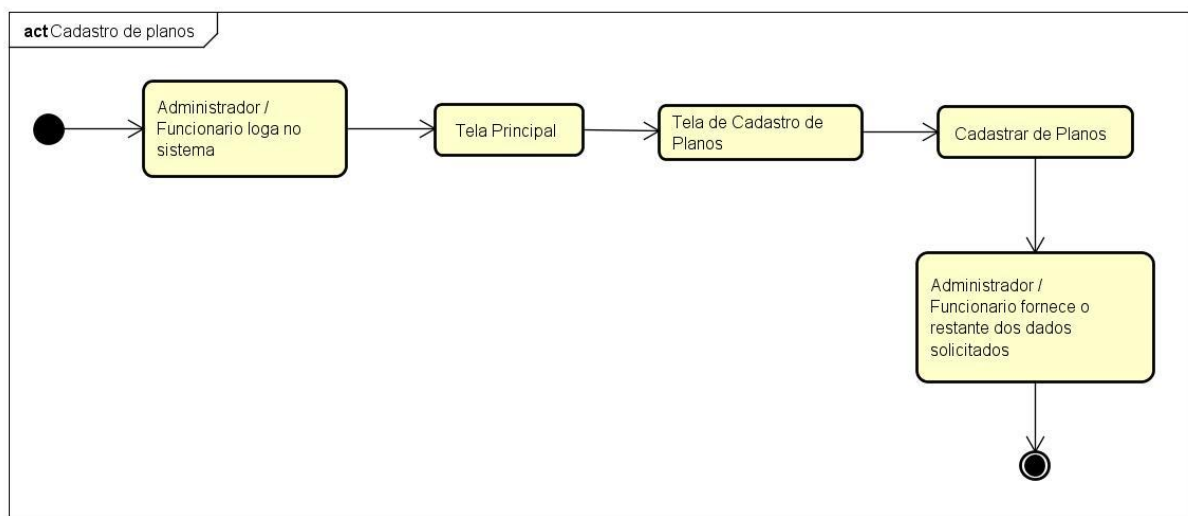 act Cadastro de planos
Administrador /
Funcionario loga no
sistema
Tela Principal
Tela de Cadastro de
Planos
Cadastrar de Planos
Administrador /
Funcionario fornece o
restante dos dados
solicitados